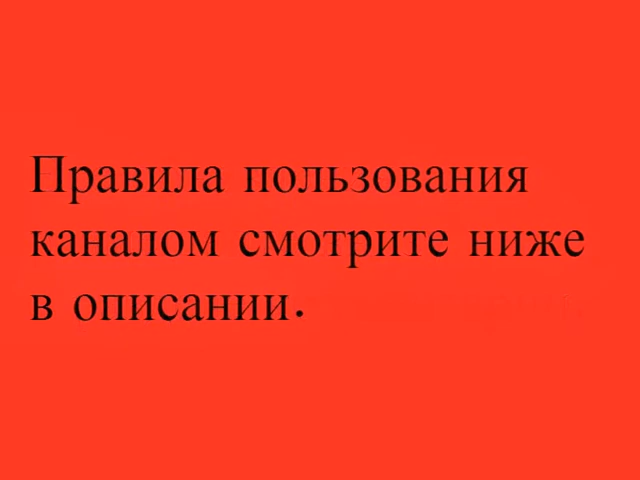 Правила пользования
каналом смотрите ниже
в описании.